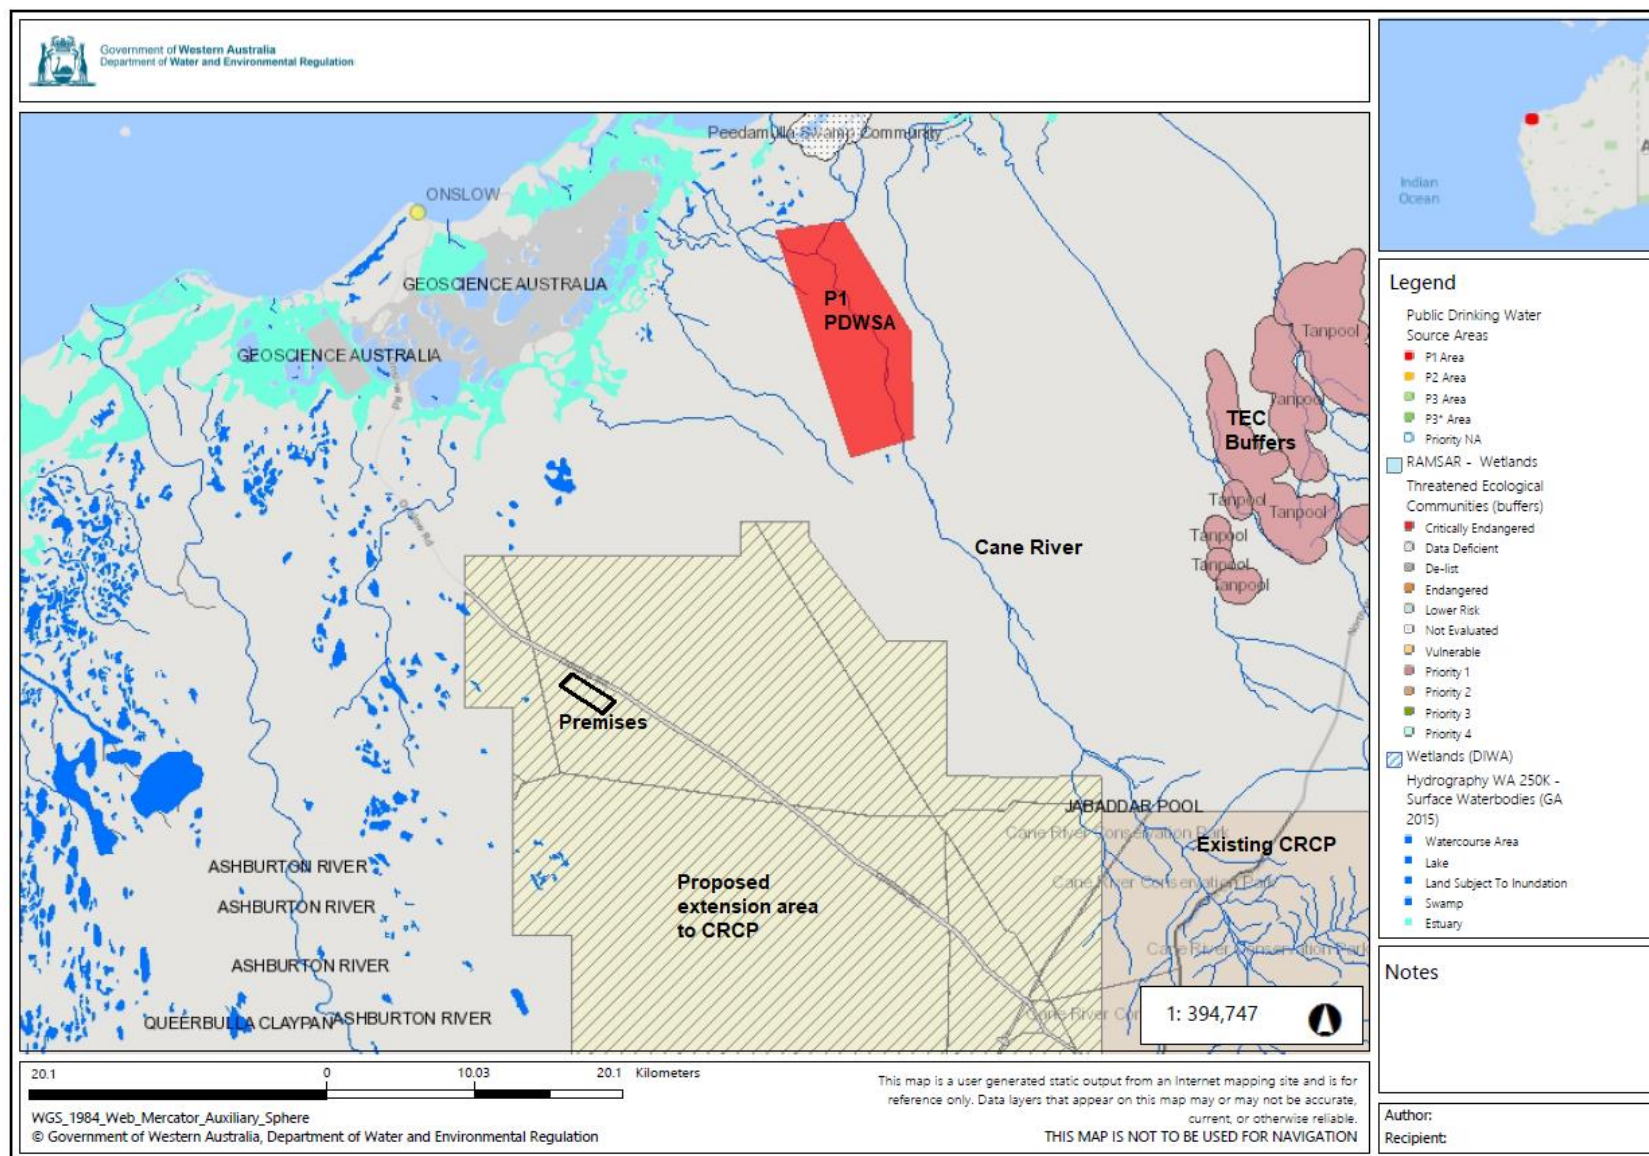 Government of Western Australia
Department of Water and Environmental Regulation
Peedamulla Swamp Community
ONSLOW
GEOSCIENCE AUSTRALIA
GEOSCIENCE AUSTRALIA
P1
PDWSA
Tanpool
Tanpool
TEC
Buffers
Tanpool
Tanpool
Tanpool
Tanpool
Tanpool
Onslow Rd
Cane River
Premises
JABADDAR POOL
Cane River Conservation Park
Existing CRCP
Cane River Conservation Park
Proposed
extension area
to CRCP
Cane River Conservation Park
ASHBURTON RIVER
ASHBURTON RIVER
ASHBURTON RIVER
QUEERBULLA CLAYPAN
ASHBURTON RIVER
Cane River Con
1: 394,747
Indian
Ocean
A
Legend
Public Drinking Water
Source Areas
P1 Area
P2 Area
P3 Area
P3* Area
Priority NA
RAMSAR - Wetlands
Threatened Ecological
Communities (buffers)
Critically Endangered
Data Deficient
De-list
Endangered
Lower Risk
Not Evaluated
Vulnerable
Priority 1
Priority 2
Priority 3
Priority 4
Wetlands (DIWA)
Hydrography WA 250K -
Surface Waterbodies (GA
2015)
Watercourse Area
Lake
Land Subject To Inundation
Swamp
Estuary
Notes
Author:
Recipient:
20.1 0 10.03 20.1 Kilometers
WGS_1984_Web_Mercator_Auxiliary_Sphere
© Government of Western Australia, Department of Water and Environmental Regulation
This map is a user generated static output from an Internet mapping site and is for
reference only. Data layers that appear on this map may or may not be accurate,
current, or otherwise reliable.
THIS MAP IS NOT TO BE USED FOR NAVIGATION